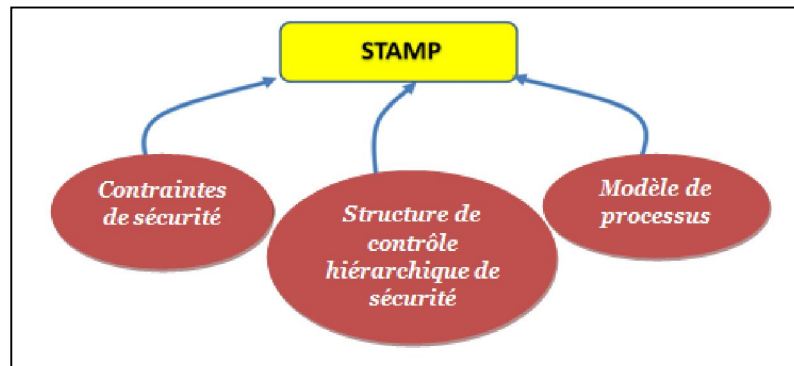 STAMP
Contraintes
de sécurité
Structure de
contrôle
hiérarchique de
sécurité
Modèle de
processus